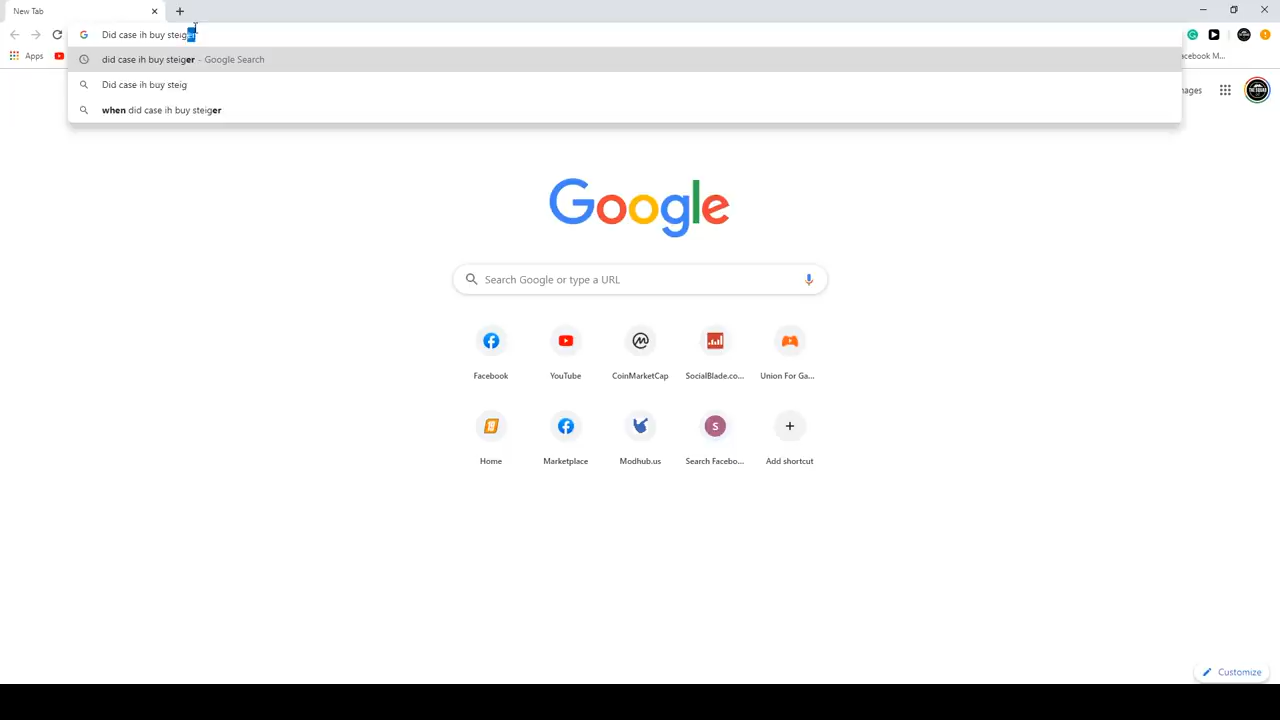 New Tab
Did case ih buy steiger
did case ih buy steiger - Google Search
Did case ih buy steig
when did case ih buy steiger
Apps
acebook M...
nages
Google
Search Google or type a URL
Facebook
YouTube
CoinMarketCap
SocialBlade.co...
Union For Ga...
Home
Marketplace
Modhub.us
S
Search Facebo...
Add shortcut
Customize